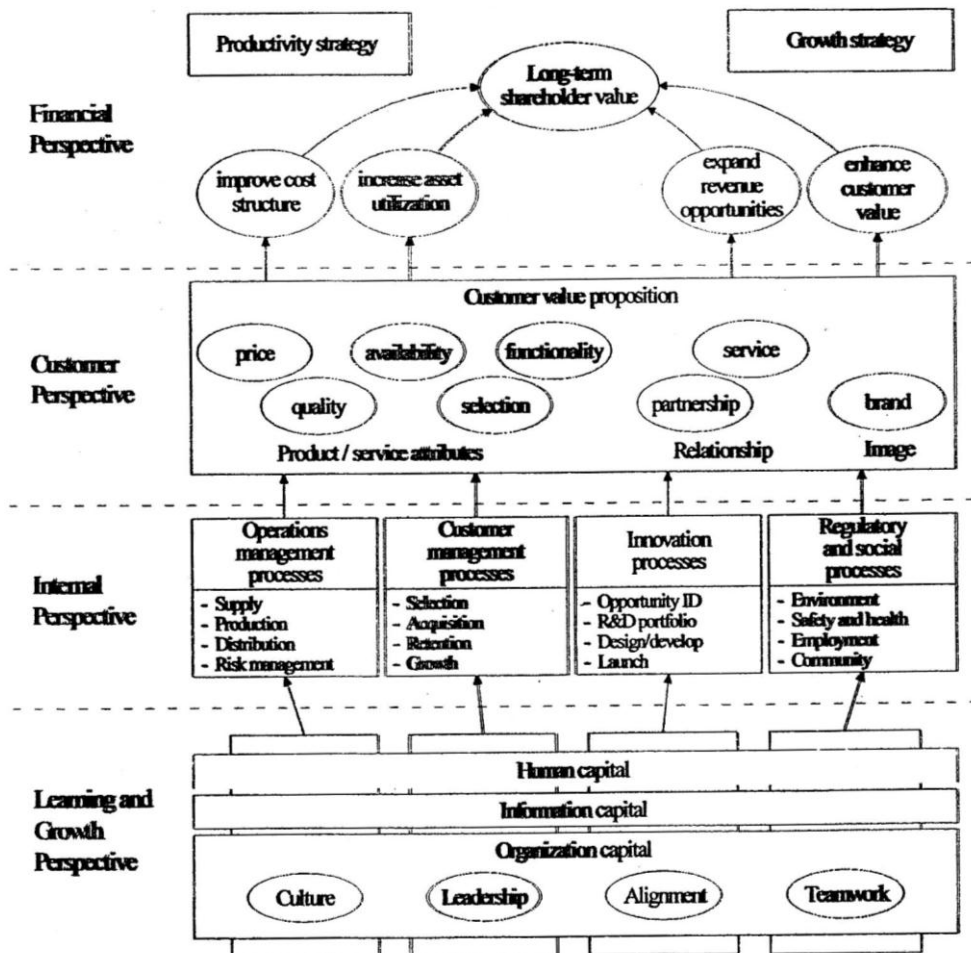 Productivity strategy
Growth strategy
Long-term
shareholder value
Financial
Perspective
improve cost
structure
increase asset
utilization
expand
revenue
opportunities
enhance
customer
value
Customer value proposition
Customer
Perspective
price
availability
functionality
service
quality
selection
partnership
brand
Product / service attributes
Relationship
Image
Internal
Perspective
Operations
management
processes
- Supply
- Production
- Distribution
- Risk management
Customer
management
processes
- Selection
- Acquisition
- Retention
- Growth
Innovation
processes
- Opportunity ID
- R&D portfolio
- Design/develop
- Launch
Regulatory
and social
processes
- Environment
- Safety and health
- Employment
- Community
Learning and
Growth
Perspective
Human capital
Information capital
Organization capital
Culture
Leadership
Alignment
Teamwork